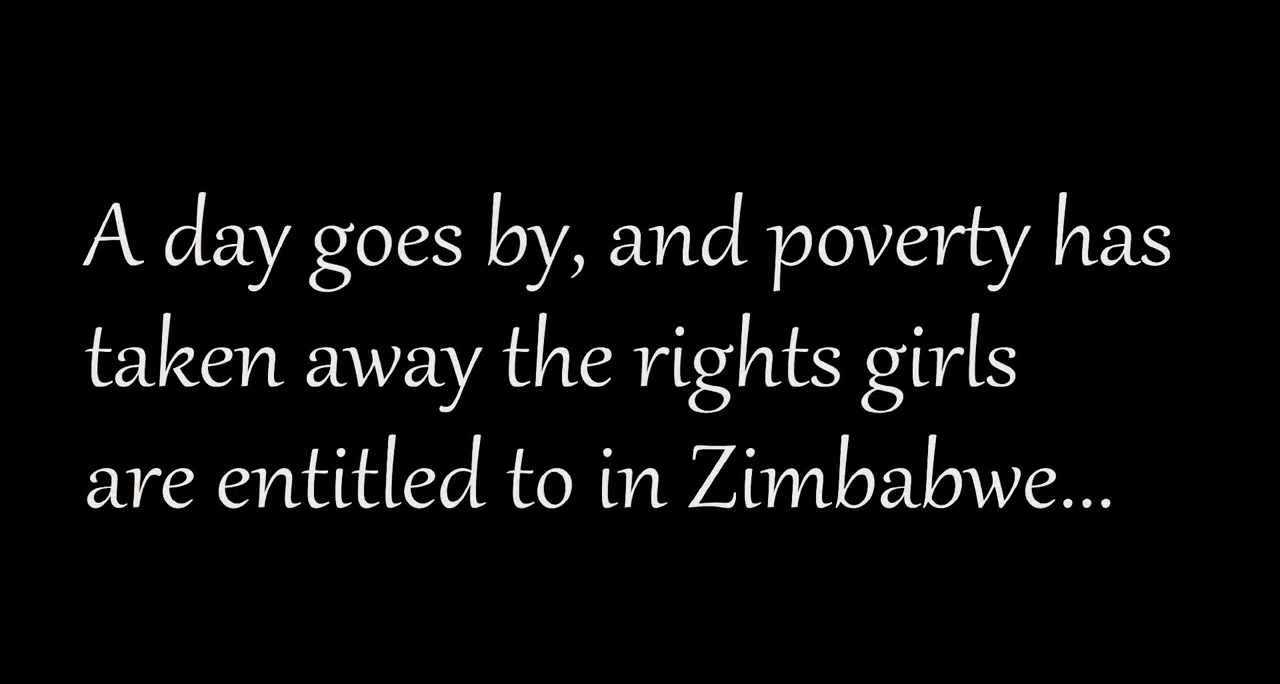 A day goes by, and poverty has
taken away the rights girls
are entitled to in Zimbabwe...